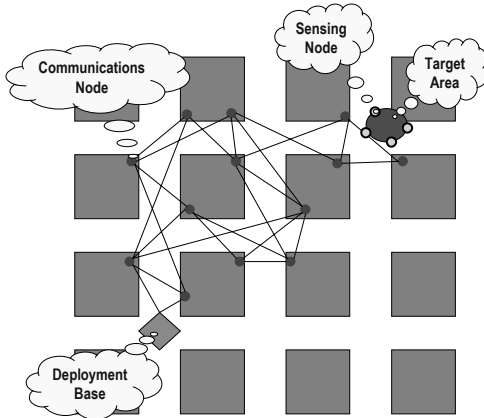 Sensing
Node
Communications
Node
Target
Area
Deployment
Base